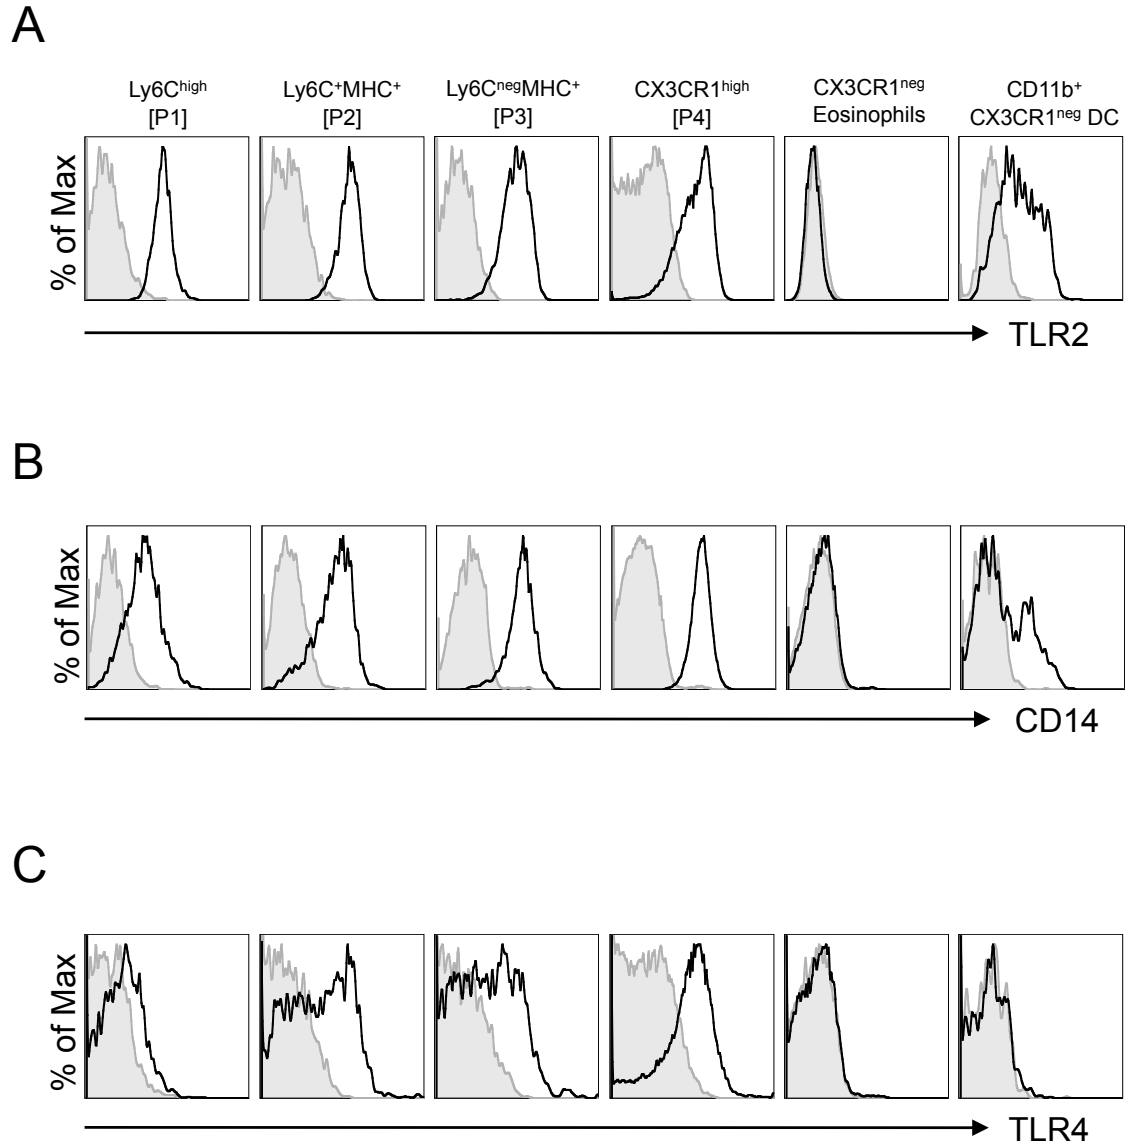 A
Ly6Chigh
[P1]
Ly6C+MHC+
[P2]
Ly6CnegMHC+
[P3]
CX3CR1high
[P4]
CX3CR1neg
Eosinophils
CD11b+
CX3CR1neg DC
% of Max
TLR2
B
% of Max
CD14
C
% of Max
TLR4